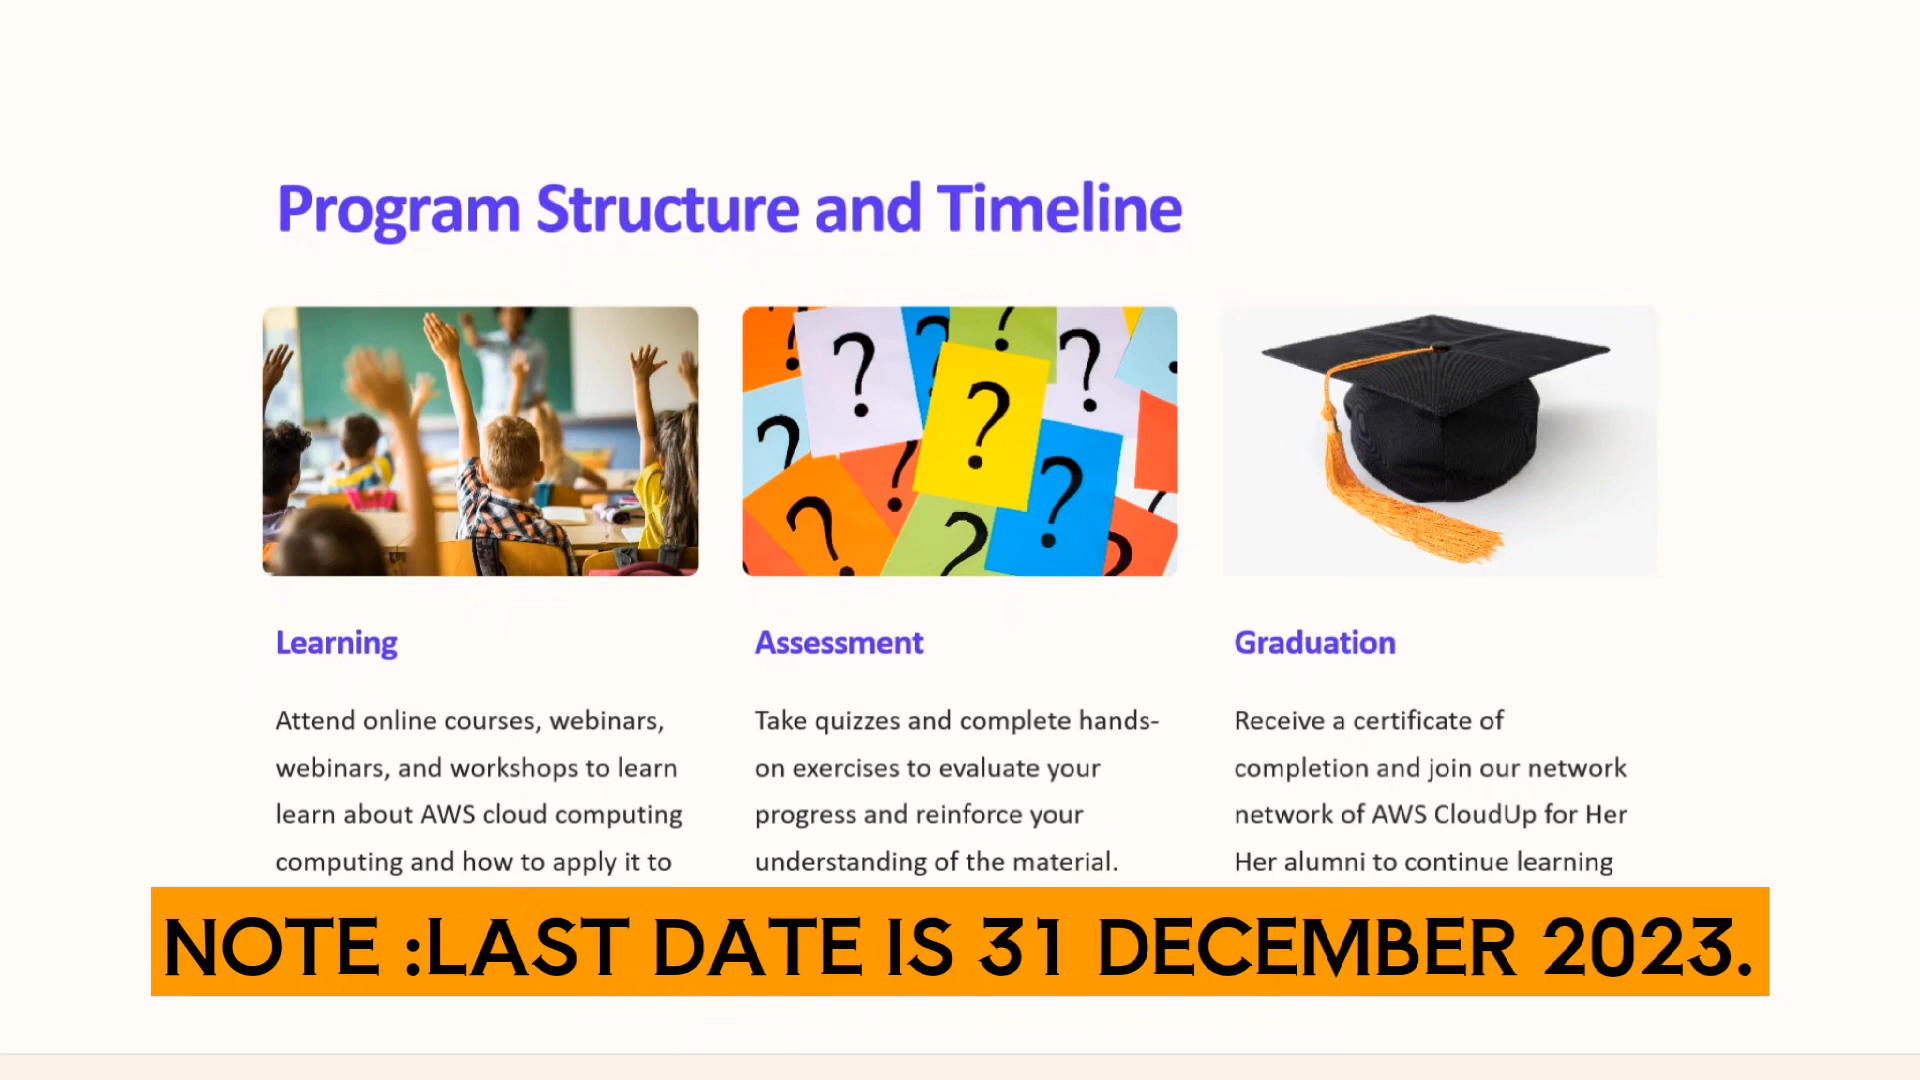 Program Structure and Timeline
Learning
Attend online courses, webinars,
webinars, and workshops to learn
learn about AWS cloud computing
computing and how to apply it to
Assessment
Take quizzes and complete hands-
on exercises to evaluate your
progress and reinforce your
understanding of the material.
Graduation
Receive a certificate of
completion and join our network
network of AWS CloudUp for Her
Her alumni to continue learning
NOTE :LAST DATE IS 31 DECEMBER 2023.